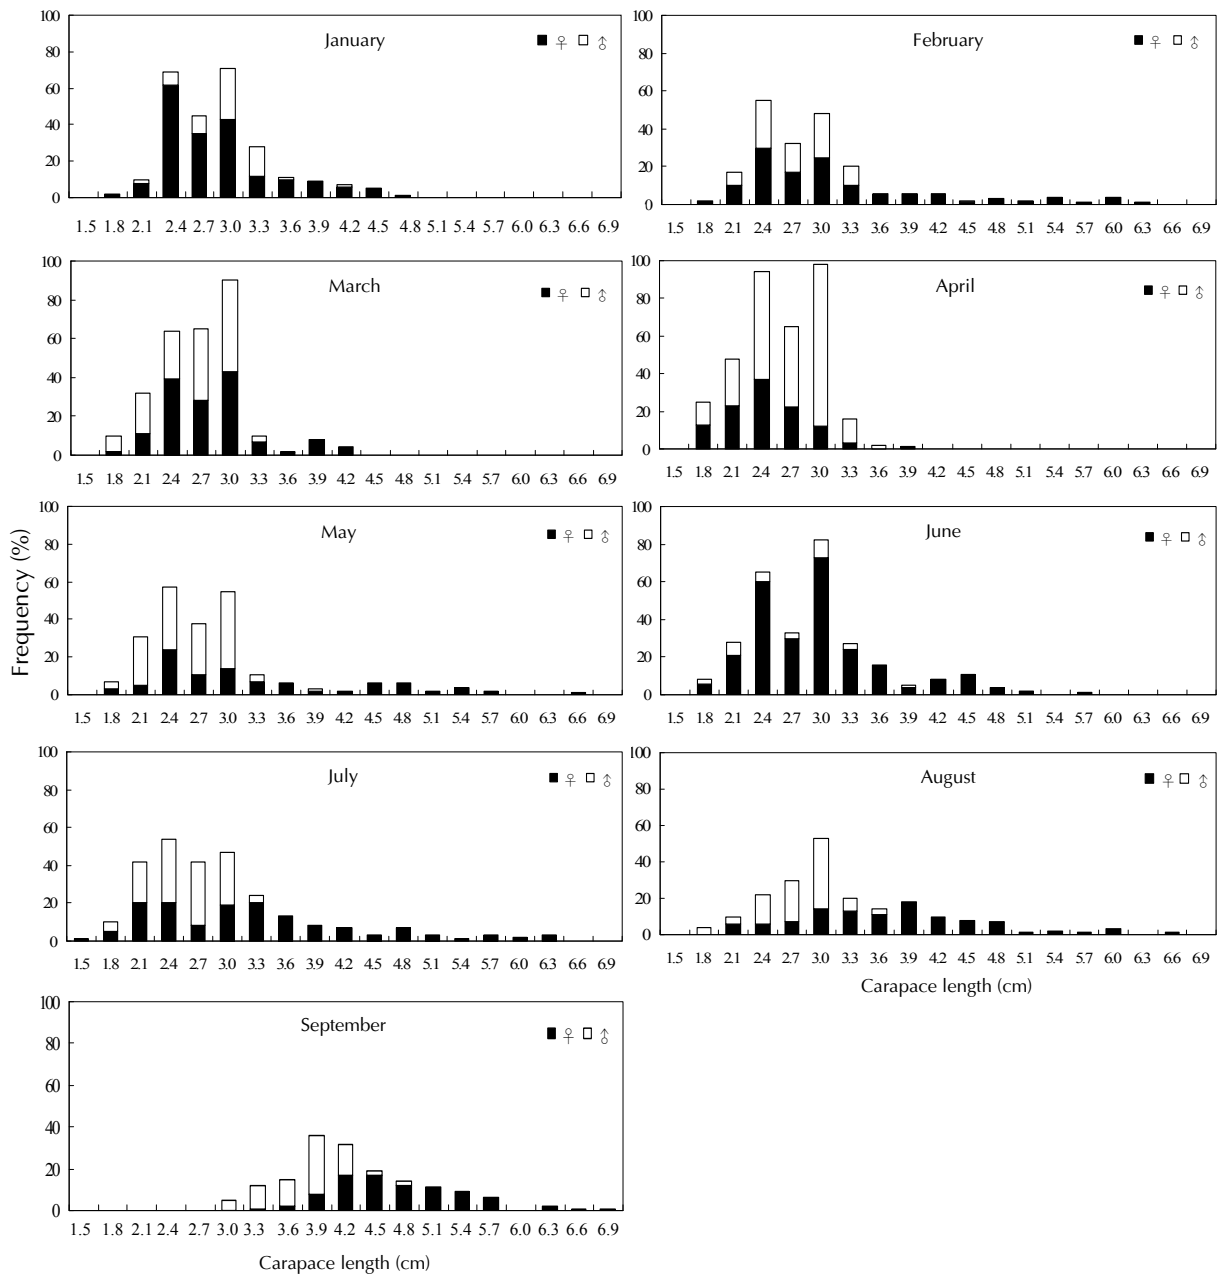 January ♀ ♂
100
80
60
40
20
0
1.5 1.8 2.1 2.4 2.7 3.0 3.3 3.6 3.9 4.2 4.5 4.8 5.1 5.4 5.7 6.0 6.3 6.6 6.9
February ♀ ♂
100
80
60
40
20
0
1.5 1.8 2.1 2.4 2.7 3.0 3.3 3.6 3.9 4.2 4.5 4.8 5.1 5.4 5.7 6.0 6.3 6.6 6.9
March ♀ ♂
100
80
60
40
20
0
1.5 1.8 2.1 2.4 2.7 3.0 3.3 3.6 3.9 4.2 4.5 4.8 5.1 5.4 5.7 6.0 6.3 6.6 6.9
April ♀ ♂
100
80
60
40
20
0
1.5 1.8 2.1 2.4 2.7 3.0 3.3 3.6 3.9 4.2 4.5 4.8 5.1 5.4 5.7 6.0 6.3 6.6 6.9
Frequency (%)
May ♀ ♂
100
80
60
40
20
0
1.5 1.8 2.1 2.4 2.7 3.0 3.3 3.6 3.9 4.2 4.5 4.8 5.1 5.4 5.7 6.0 6.3 6.6 6.9
June ♀ ♂
100
80
60
40
20
0
1.5 1.8 2.1 2.4 2.7 3.0 3.3 3.6 3.9 4.2 4.5 4.8 5.1 5.4 5.7 6.0 6.3 6.6 6.9
July ♀ ♂
100
80
60
40
20
0
1.5 1.8 2.1 2.4 2.7 3.0 3.3 3.6 3.9 4.2 4.5 4.8 5.1 5.4 5.7 6.0 6.3 6.6 6.9
August ♀ ♂
100
80
60
40
20
0
1.5 1.8 2.1 2.4 2.7 3.0 3.3 3.6 3.9 4.2 4.5 4.8 5.1 5.4 5.7 6.0 6.3 6.6 6.9
Carapace length (cm)
September ♀ ♂
100
80
60
40
20
0
1.5 1.8 2.1 2.4 2.7 3.0 3.3 3.6 3.9 4.2 4.5 4.8 5.1 5.4 5.7 6.0 6.3 6.6 6.9
Carapace length (cm)